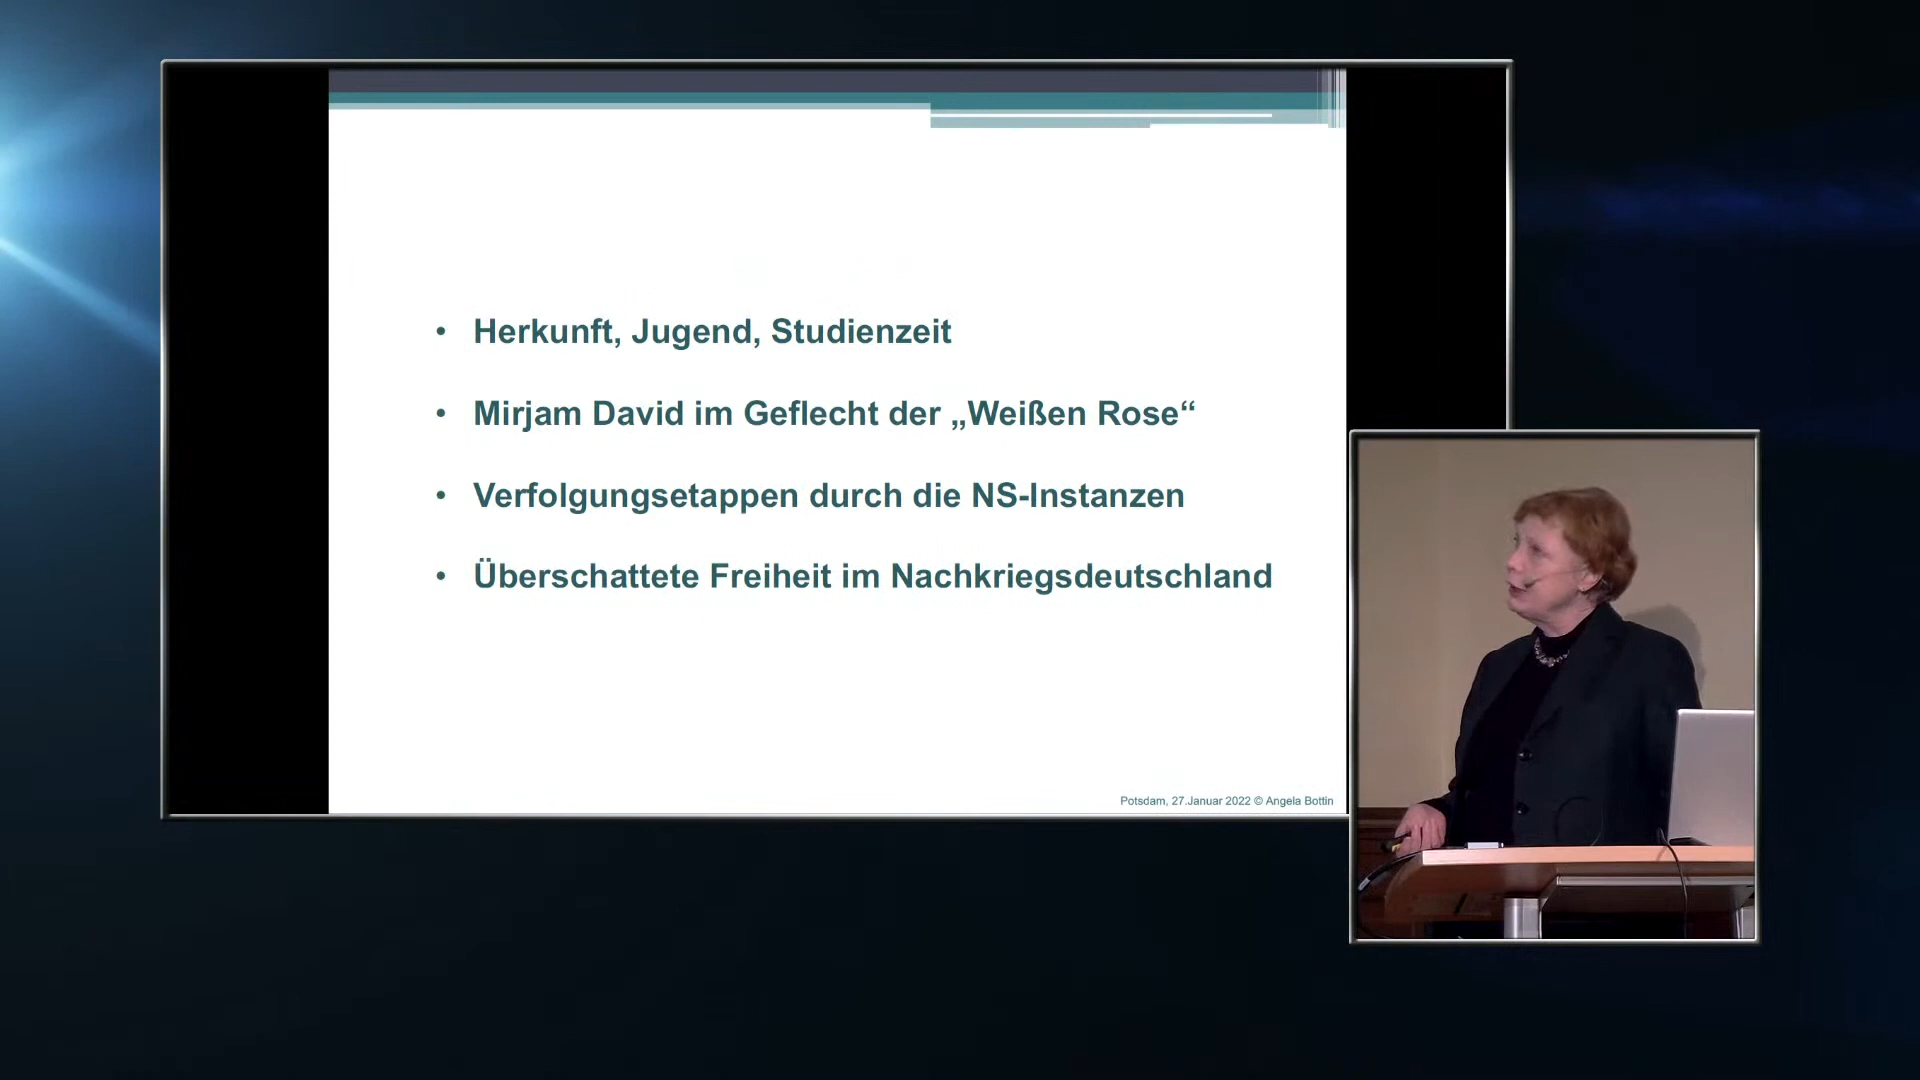 • Herkunft, Jugend, Studienzeit
• Mirjam David im Geflecht der „Weißen Rose“
• Verfolgungsetappen durch die NS-Instanzen
• Überschattete Freiheit im Nachkriegsdeutschland
Potsdam, 27.Januar 2022 © Angela Bottin